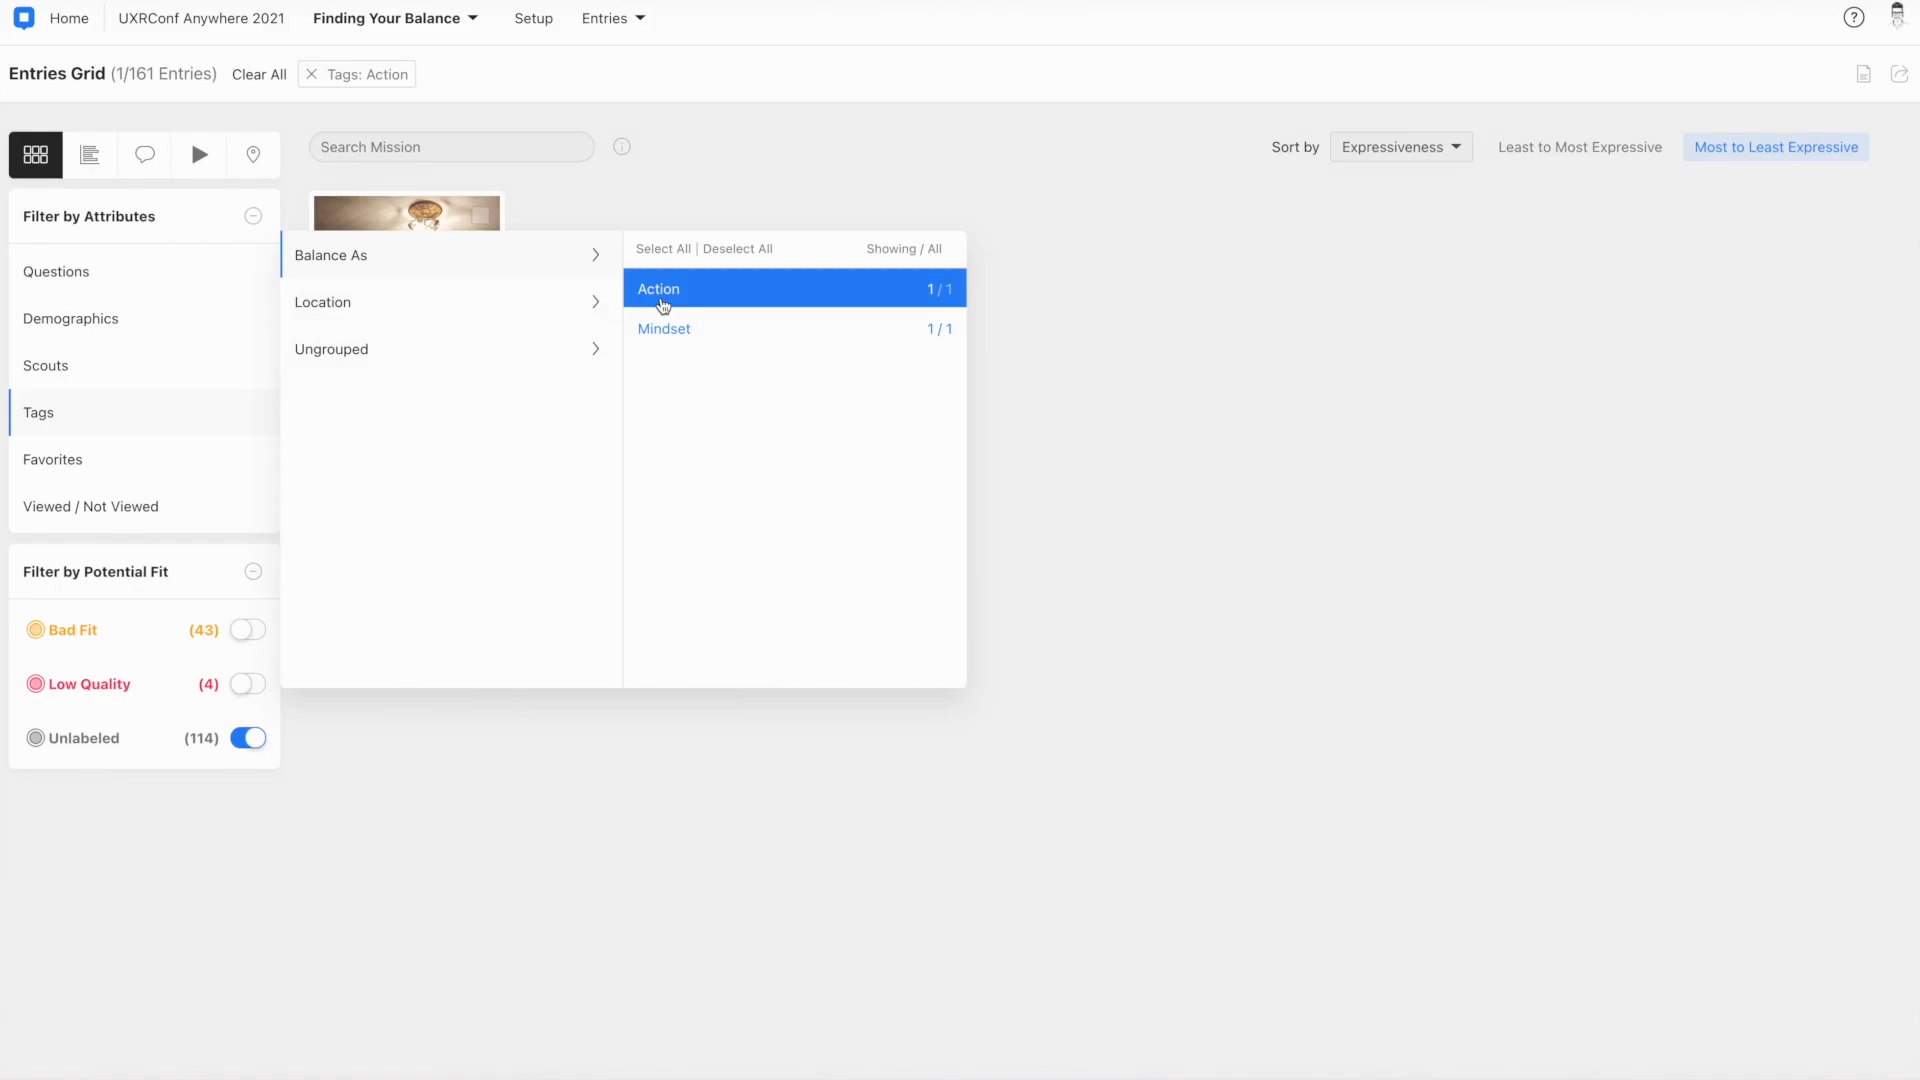 Home
UXRConf Anywhere 2021
Finding Your Balance
Setup
Entries
?
Entries Grid (1/161 Entries)
Clear All
Tags: Action
Search Mission
Sort by
Expressiveness
Least to Most Expressive
Most to Least Expressive
Filter by Attributes
Questions
Demographics
Scouts
Tags
Favorites
Viewed / Not Viewed
Balance As
Location
Ungrouped
Select All | Deselect All
Showing / All
Action 1 / 1
Mindset 1 / 1
Filter by Potential Fit
Bad Fit (43)
Low Quality (4)
Unlabeled (114)